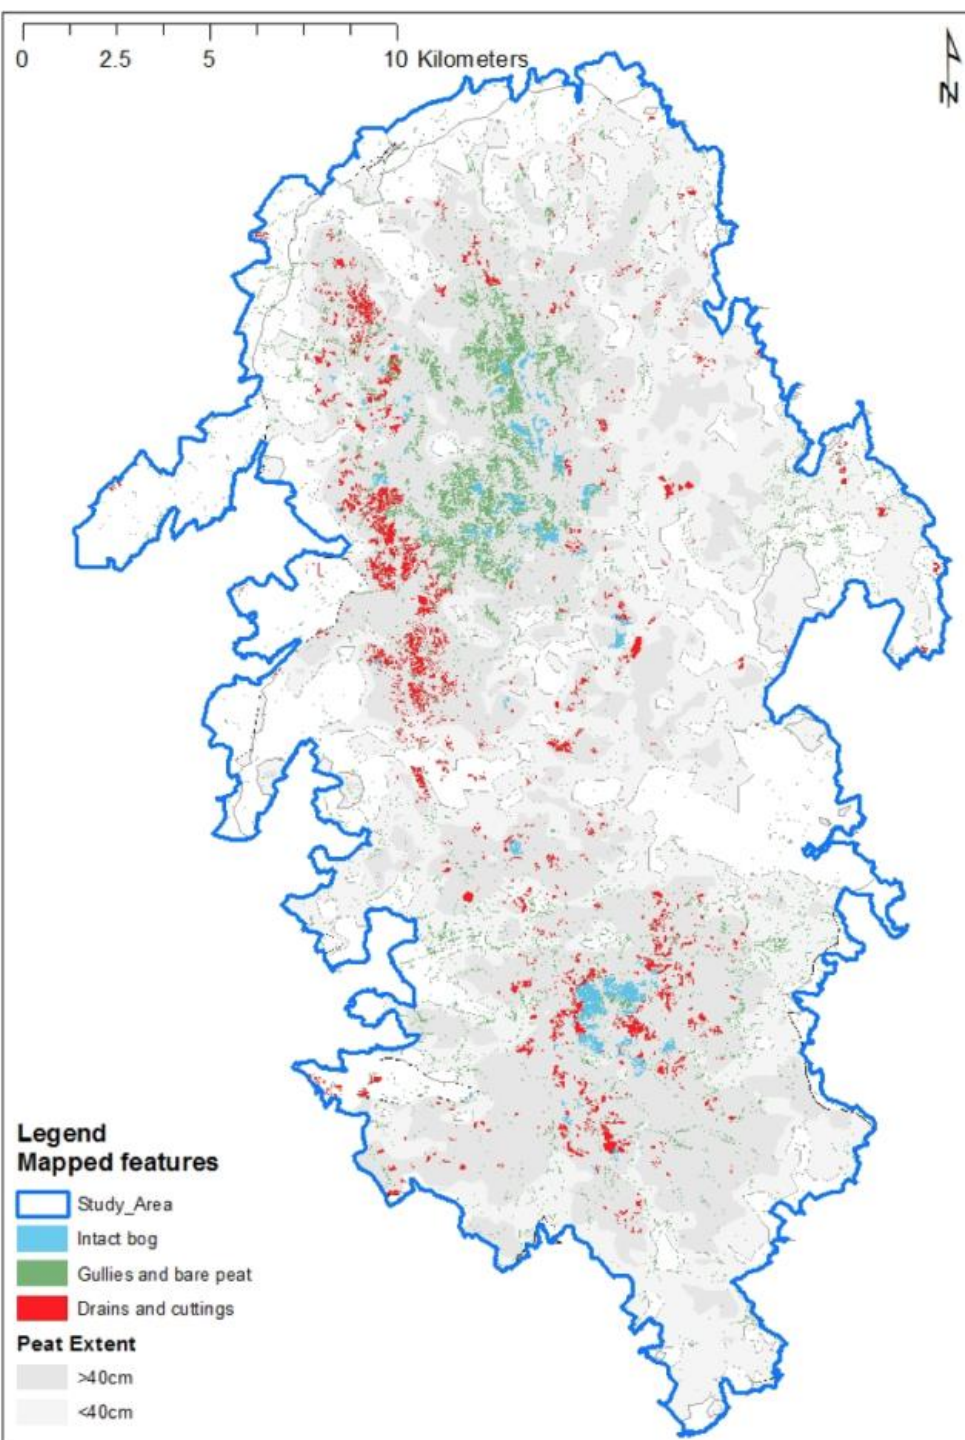 0 2.5 5 10 Kilometers
N
Legend
Mapped features
Study_Area
Intact bog
Gullies and bare peat
Drains and cuttings
Peat Extent
>40cm
<40cm